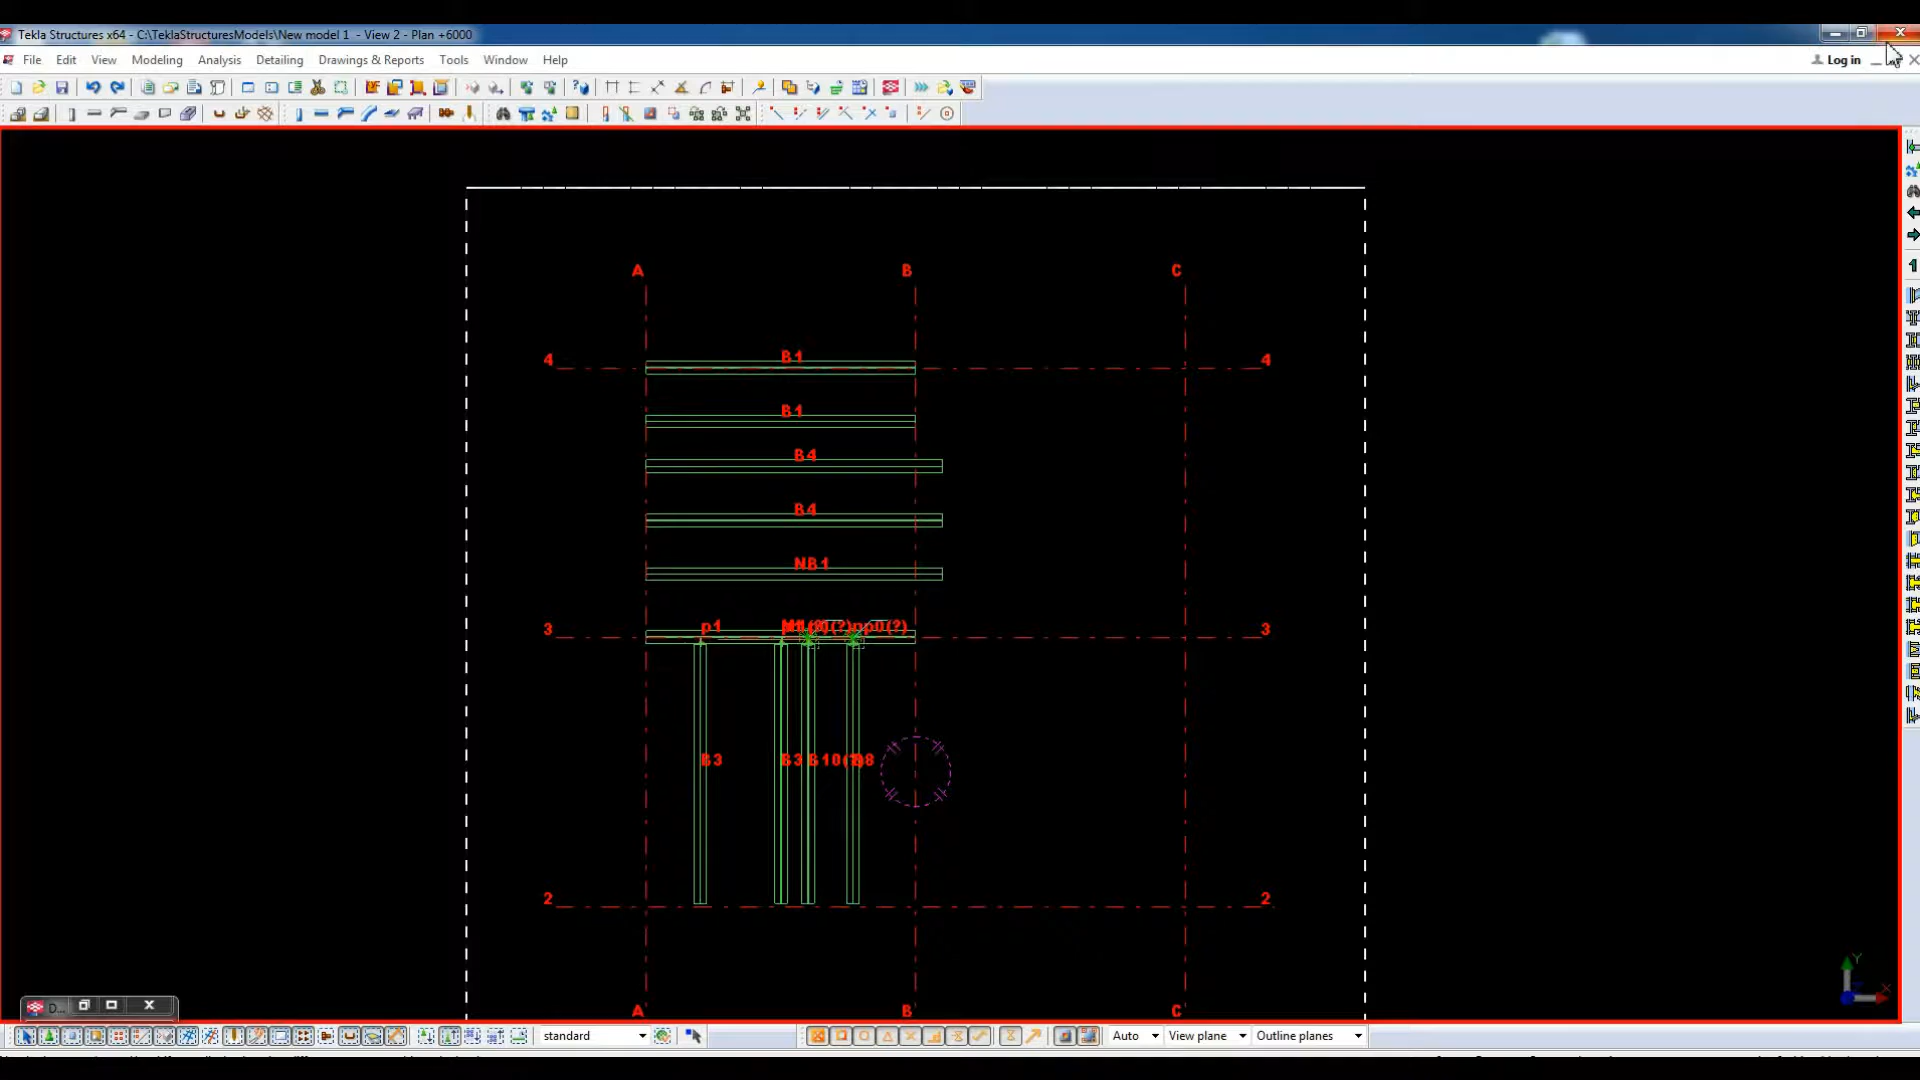 Tekla Structures x64 - C:\TeklaStructuresModels\New model 1 - View 2 - Plan +6000
File Edit View Modeling Analysis Detailing Drawings & Reports Tools Window Help
Log in
A B C
4 B1 4
B1
B4
B4
NB1
3 p1 3
B3 B3 B10(?)
2 2
A B C
D...
standard
Auto View plane Outline planes